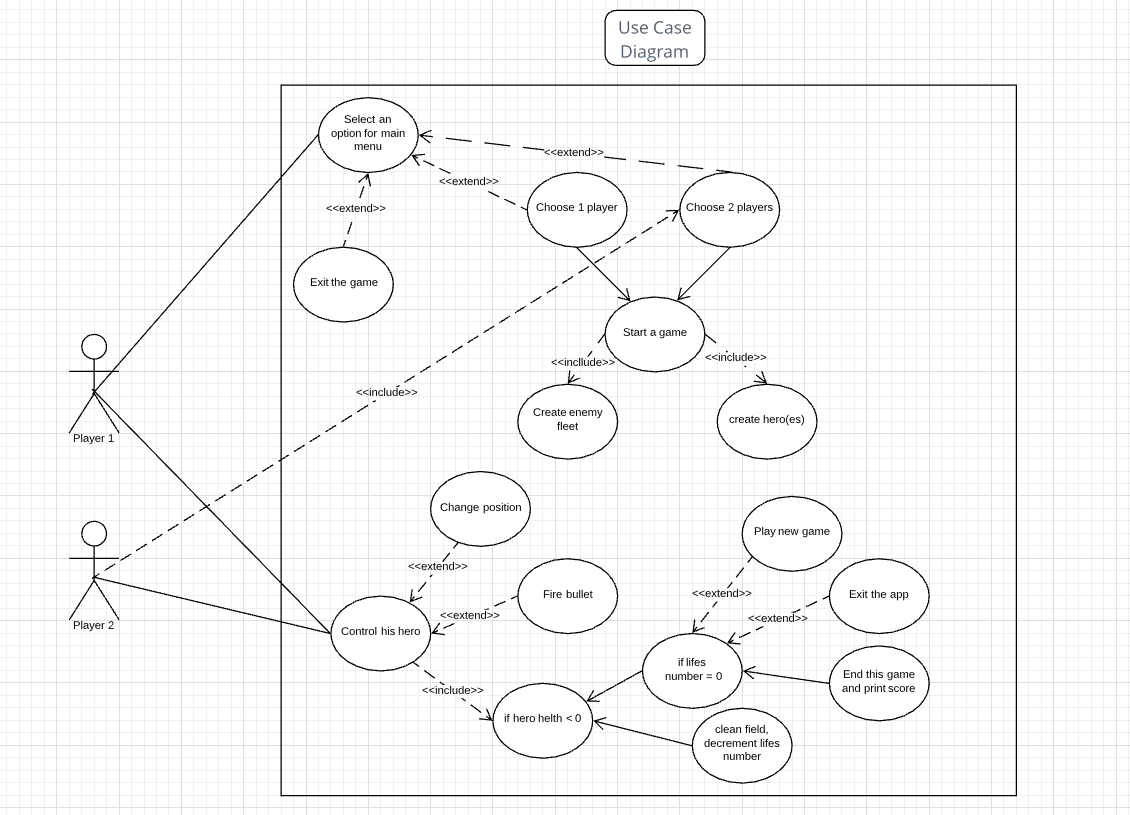 Use Case
Diagram
Select an
option for main
menu
<<extend>>
<<extend>>
<<extend>>
Choose 1 player
Choose 2 players
Exit the game
Start a game
<<incllude>>
<<include>>
<<include>>
Create enemy
fleet
create hero(es)
Player 1
Change position
Play new game
<<extend>>
Fire bullet
<<extend>>
Exit the app
<<extend>>
<<extend>>
Player 2
Control his hero
if lifes
number = 0
End this game
and print score
<<include>>
if hero helth < 0
clean field,
decrement lifes
number